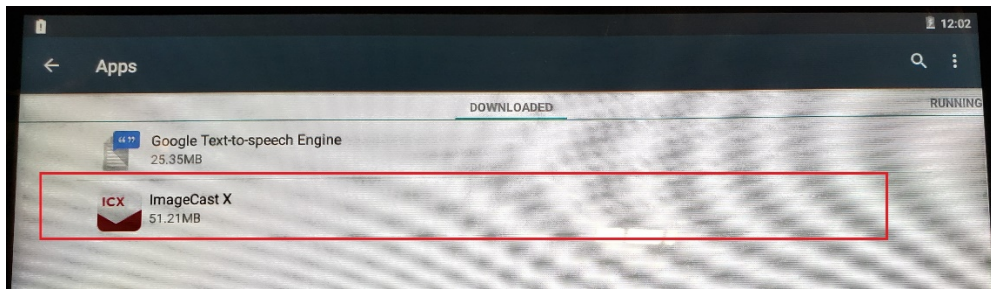 12:02
Apps
DOWNLOADED
RUNNING
Google Text-to-speech Engine
25.35MB
ICX
ImageCast X
51.21MB